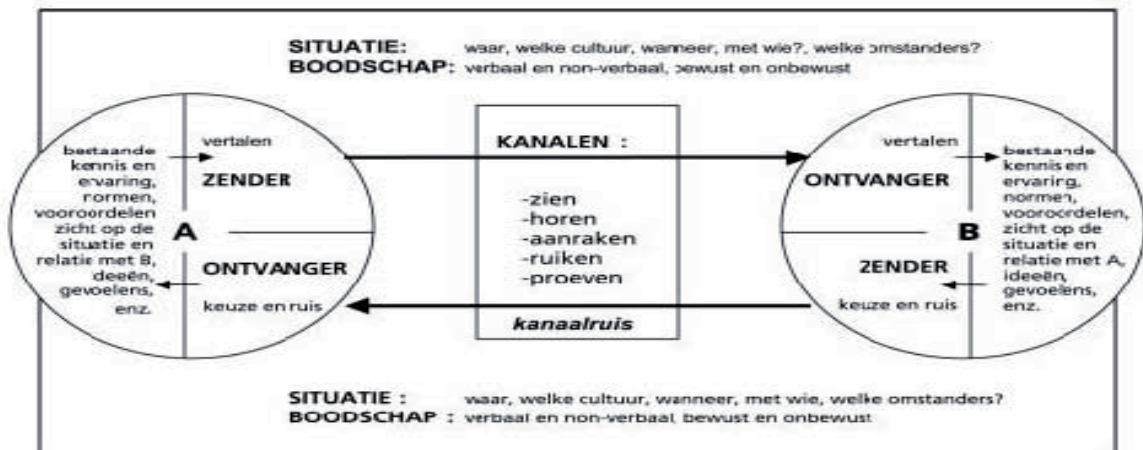 SITUATIE: waar, welke cultuur, wanneer, met wie?, welke omstanders?
BOODSCHAP: verbaal en non-verbaal, bewust en onbewust
bestaande
kennis en
ervaring,
normen,
vooroordelen
zicht op de
situatie en
relatie met B,
ideeën,
gevoelens,
enz.
A
vertalen
ZENDER
ONTVANGER
keuze en ruis
KANALEN :
-zien
-horen
-aanraken
-ruiken
-proeven
kanaalruis
vertalen
ONTVANGER
B
ZENDER
keuze en ruis
bestaande
kennis en
ervaring,
normen,
vooroordelen,
zicht op de
situatie en
relatie met A,
ideeën,
gevoelens,
enz.
SITUATIE : waar, welke cultuur, wanneer, met wie, welke omstanders?
BOODSCHAP : verbaal en non-verbaal, bewust en onbewust